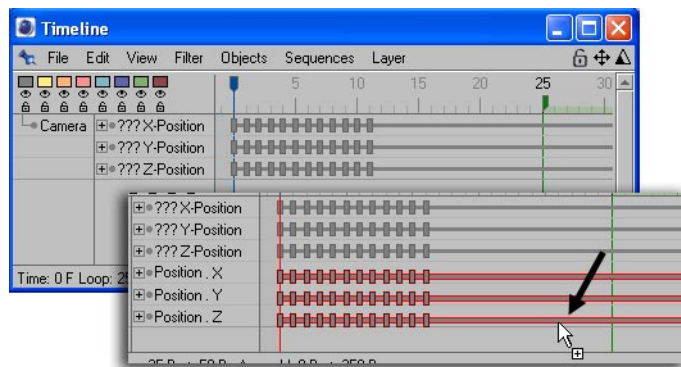 Timeline
File Edit View Filter Objects Sequences Layer
5 10 15 20 25 30
Camera ??? X-Position
??? Y-Position
??? Z-Position
??? X-Position
??? Y-Position
??? Z-Position
Position . X
Position . Y
Position . Z
Time: 0 F Loop: